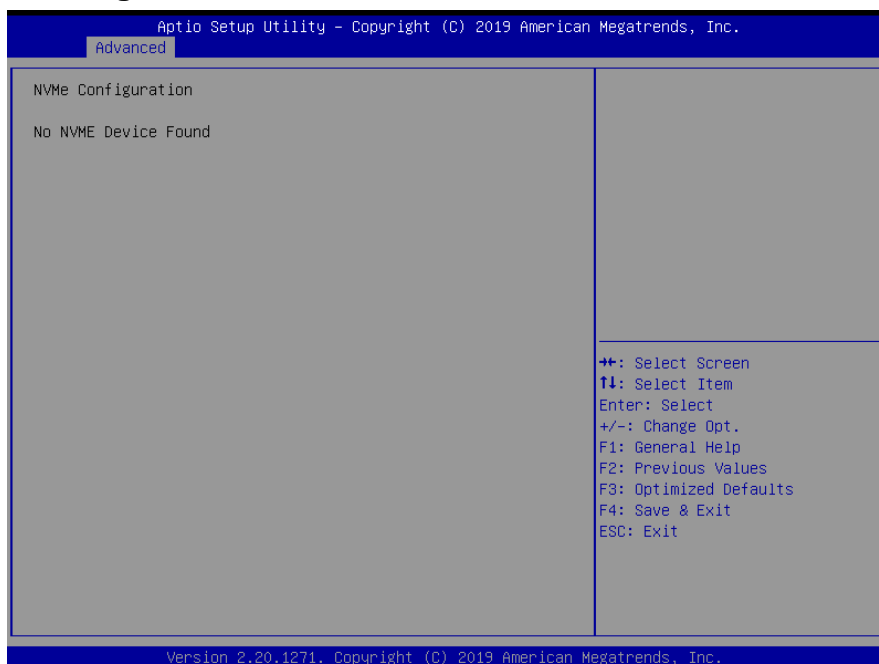 Aptio Setup Utility – Copyright (C) 2019 American Megatrends, Inc.
Advanced
NVMe Configuration
No NVME Device Found
→←: Select Screen
↑↓: Select Item
Enter: Select
+/-: Change Opt.
F1: General Help
F2: Previous Values
F3: Optimized Defaults
F4: Save & Exit
ESC: Exit
Version 2.20.1271. Copyright (C) 2019 American Megatrends, Inc.